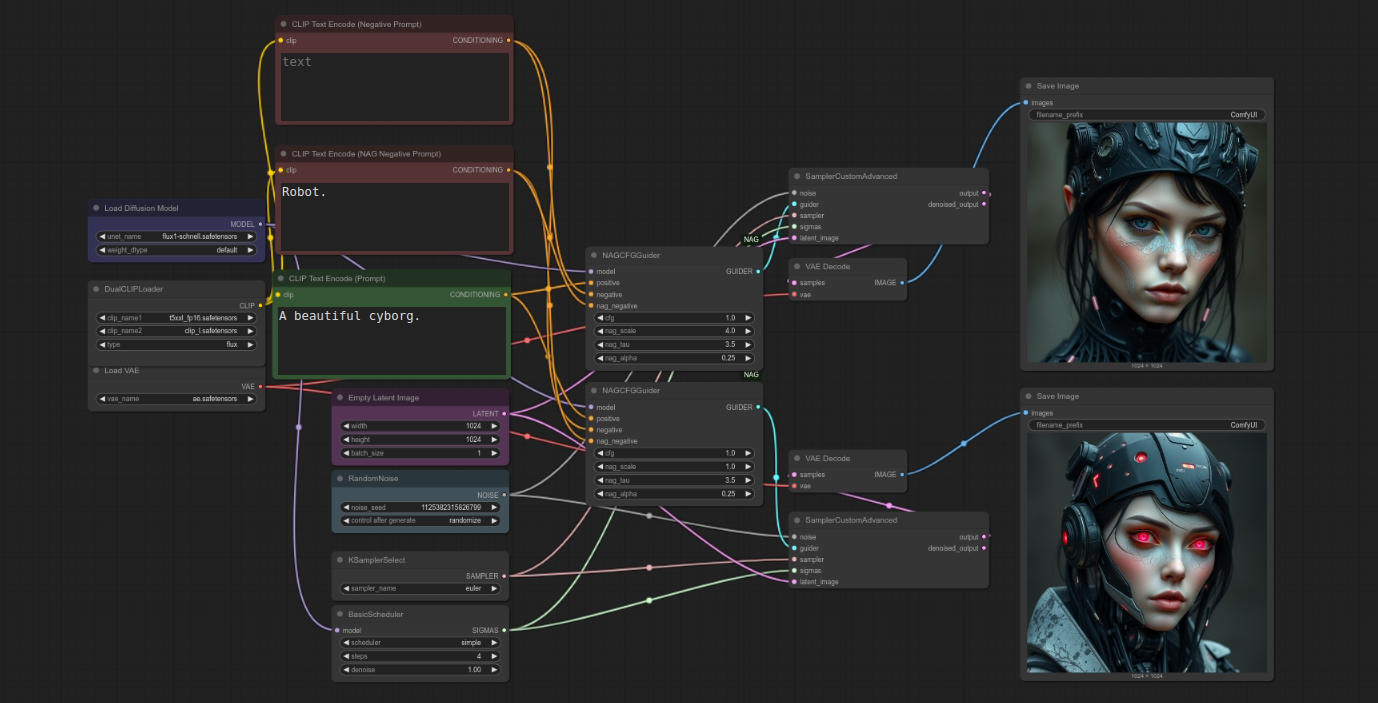 CLIP Text Encode (Negative Prompt)
clip CONDITIONING
text
CLIP Text Encode (NAG Negative Prompt)
clip CONDITIONING
Robot.
Load Diffusion Model
MODEL
unet_name flux1-schnell.safetensors
weight_dtype default
CLIP Text Encode (Prompt)
clip CONDITIONING
A beautiful cyborg.
DualCLIPLoader
CLIP
clip_name1 t5xxl_fp16.safetensors
clip_name2 clip_l.safetensors
type flux
Load VAE
VAE
vae_name ae.safetensors
Empty Latent Image
LATENT
width 1024
height 1024
batch_size 1
RandomNoise
NOISE
noise_seed 1125382315826799
control after generate randomize
KSamplerSelect
SAMPLER
sampler_name euler
BasicScheduler
model SIGMAS
scheduler simple
steps 4
denoise 1.00
NAG
NAGCFGGuider
model GUIDER
positive
negative
nag_negative
cfg 1.0
nag_scale 4.0
nag_tau 3.5
nag_alpha 0.25
NAG
NAGCFGGuider
model GUIDER
positive
negative
nag_negative
cfg 1.0
nag_scale 1.0
nag_tau 3.5
nag_alpha 0.25
SamplerCustomAdvanced
noise output
guider denoised_output
sampler
sigmas
latent_image
VAE Decode
samples IMAGE
vae
VAE Decode
samples IMAGE
vae
SamplerCustomAdvanced
noise output
guider denoised_output
sampler
sigmas
latent_image
Save Image
images
filename_prefix ComfyUI
1024 × 1024
Save Image
images
filename_prefix ComfyUI
1024 × 1024